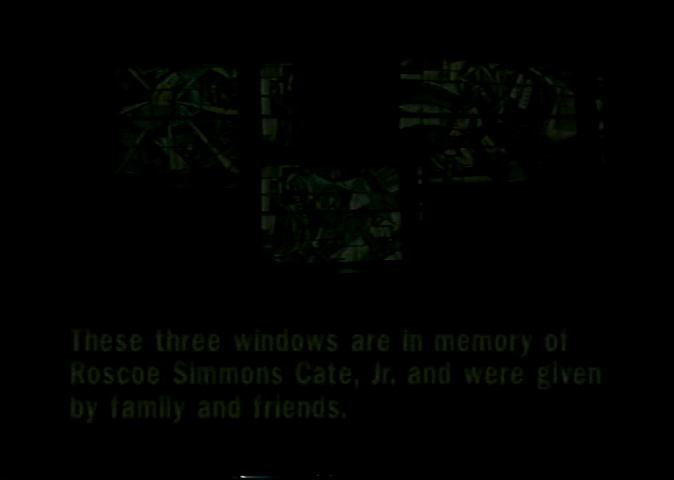 These three windows are in memory of
Roscoe Simmons Cate, Jr. and were given
by family and friends.